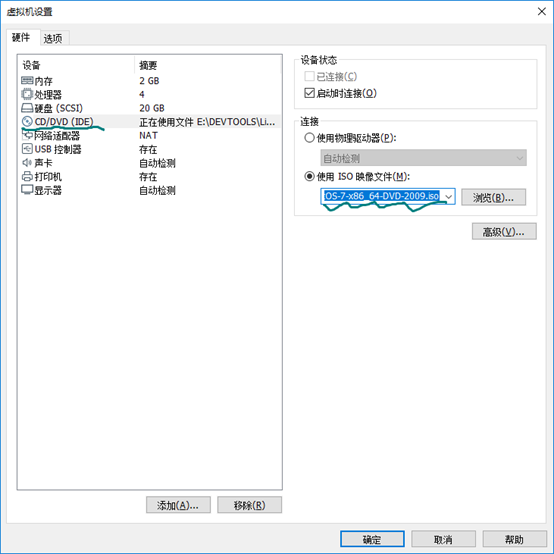 虚拟机设置
硬件 选项
设备 摘要
内存 2 GB
处理器 4
硬盘 (SCSI) 20 GB
CD/DVD (IDE) 正在使用文件 E:\DEVTOOLS\Li...
网络适配器 NAT
USB 控制器 存在
声卡 自动检测
打印机 存在
显示器 自动检测
添加(A)... 移除(R)
设备状态
已连接(C)
启动时连接(O)
连接
使用物理驱动器(P):
自动检测
使用 ISO 映像文件(M):
OS-7-x86_64-DVD-2009.iso 浏览(B)...
高级(V)...
确定 取消 帮助